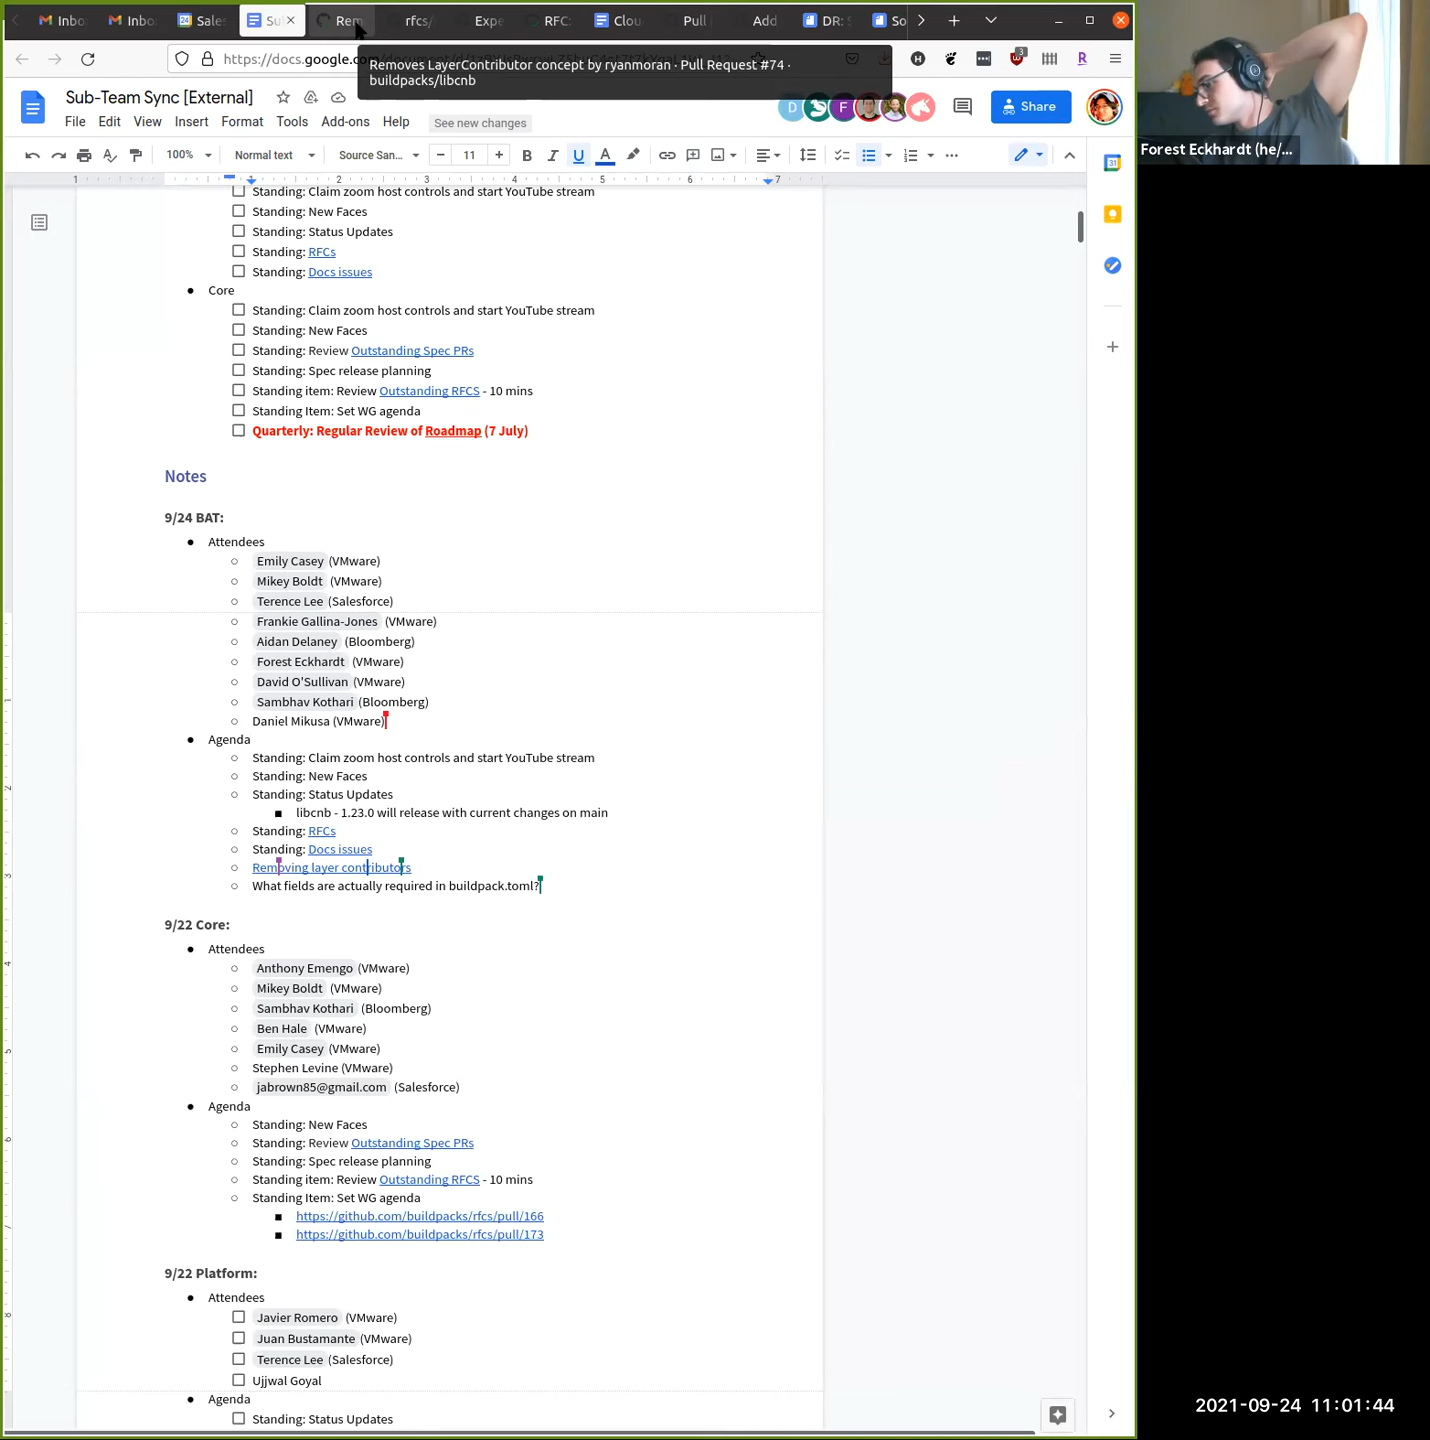 Inbo
Inbo
Sales
Su
Rem
rfcs/
Expe
RFC:
Clou
Pull
Add
DR: S
So
https://docs.google.
Removes LayerContributor concept by ryanmoran · Pull Request #74 ·
buildpacks/libcnb
3
Sub-Team Sync [External]
File Edit View Insert Format Tools Add-ons Help See new changes
D F Share
Forest Eckhardt (he/...
100% Normal text Source San... 11
1 1 2 3 4 5 6 7
Standing: Claim zoom host controls and start YouTube stream
Standing: New Faces
Standing: Status Updates
Standing: RFCs
Standing: Docs issues
Core
Standing: Claim zoom host controls and start YouTube stream
Standing: New Faces
Standing: Review Outstanding Spec PRs
Standing: Spec release planning
Standing item: Review Outstanding RFCS - 10 mins
Standing Item: Set WG agenda
Quarterly: Regular Review of Roadmap (7 July)
Notes
9/24 BAT:
Attendees
Emily Casey (VMware)
Mikey Boldt (VMware)
Terence Lee (Salesforce)
Frankie Gallina-Jones (VMware)
Aidan Delaney (Bloomberg)
Forest Eckhardt (VMware)
David O'Sullivan (VMware)
Sambhav Kothari (Bloomberg)
Daniel Mikusa (VMware)
Agenda
Standing: Claim zoom host controls and start YouTube stream
Standing: New Faces
Standing: Status Updates
libcnb - 1.23.0 will release with current changes on main
Standing: RFCs
Standing: Docs issues
Removing layer contributors
What fields are actually required in buildpack.toml?
9/22 Core:
Attendees
Anthony Emengo (VMware)
Mikey Boldt (VMware)
Sambhav Kothari (Bloomberg)
Ben Hale (VMware)
Emily Casey (VMware)
Stephen Levine (VMware)
jabrown85@gmail.com (Salesforce)
Agenda
Standing: New Faces
Standing: Review Outstanding Spec PRs
Standing: Spec release planning
Standing item: Review Outstanding RFCS - 10 mins
Standing Item: Set WG agenda
https://github.com/buildpacks/rfcs/pull/166
https://github.com/buildpacks/rfcs/pull/173
9/22 Platform:
Attendees
Javier Romero (VMware)
Juan Bustamante (VMware)
Terence Lee (Salesforce)
Ujjwal Goyal
Agenda
Standing: Status Updates
2021-09-24 11:01:44